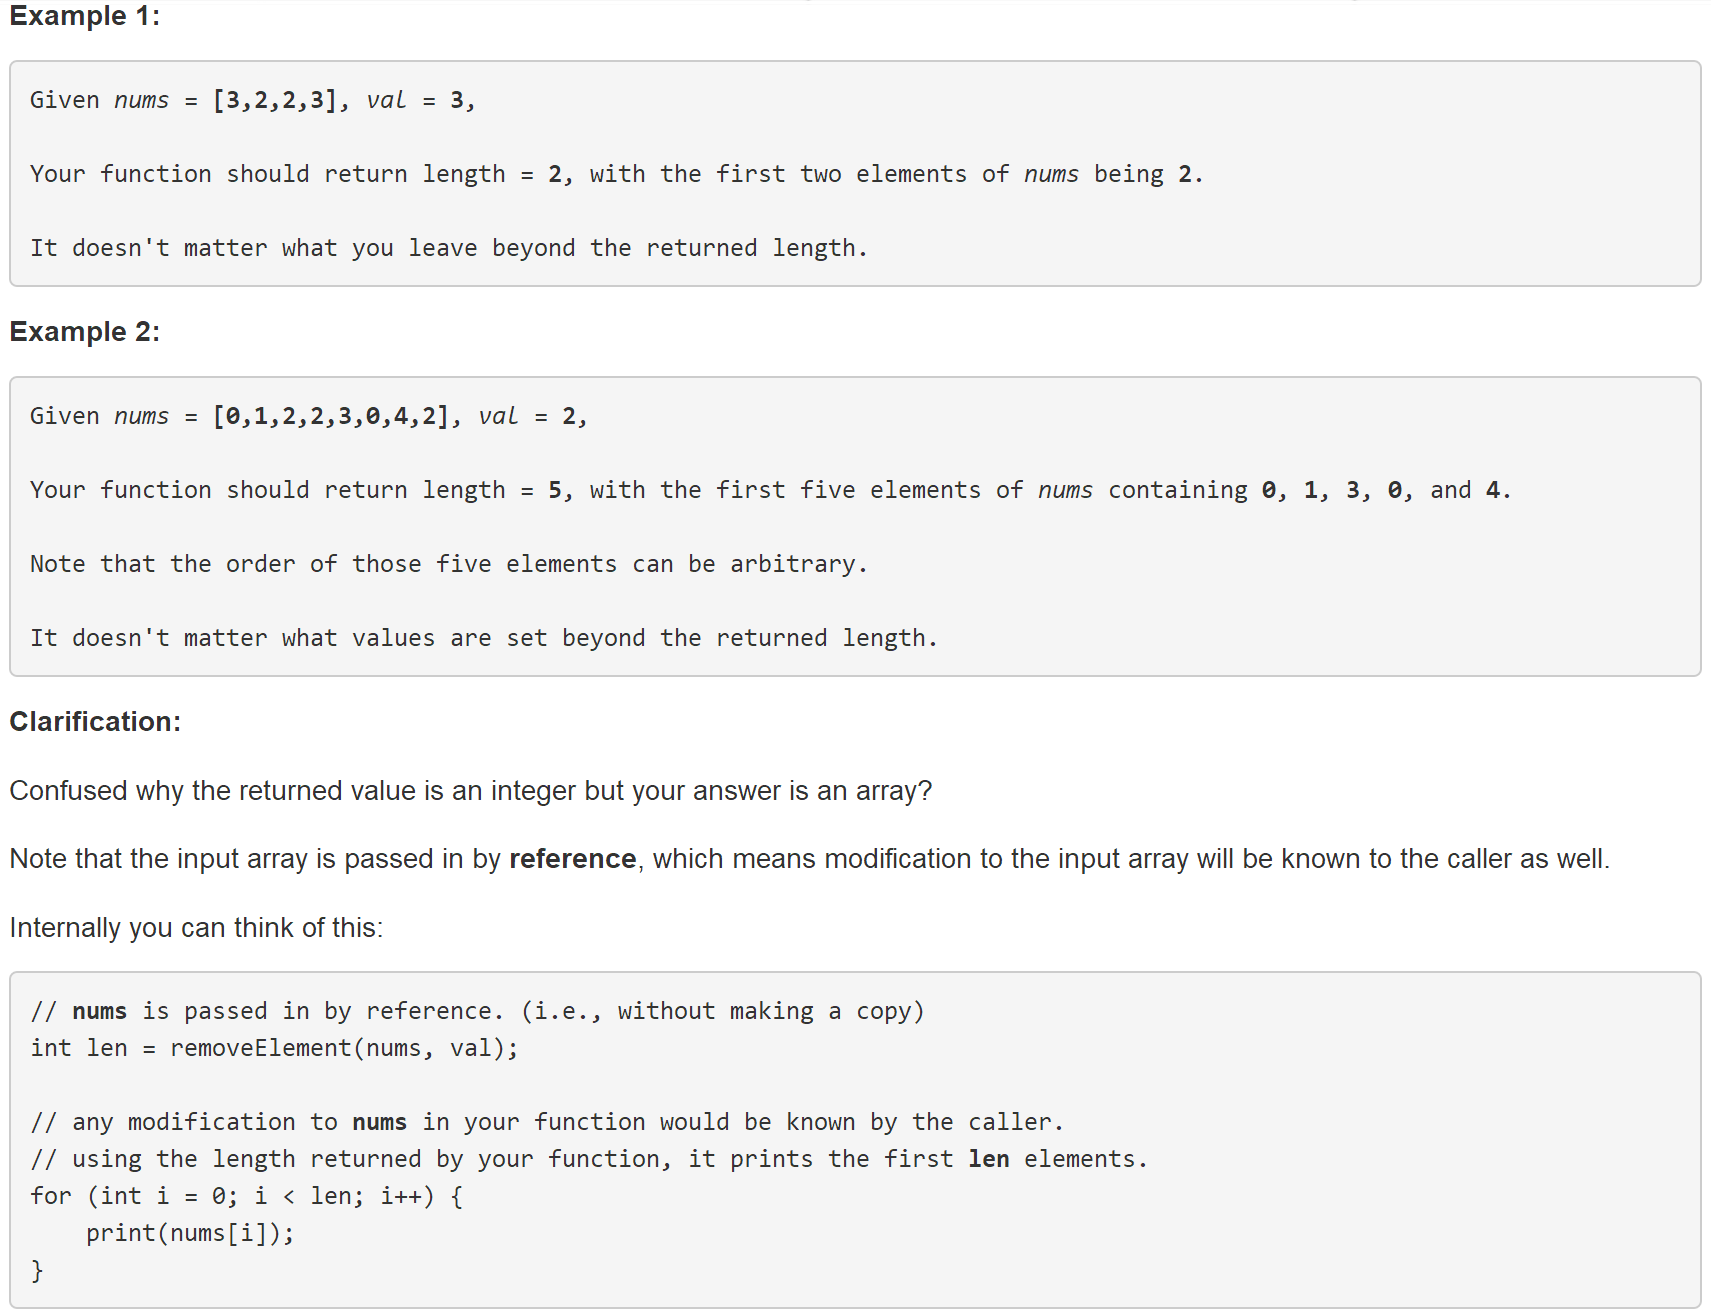 Example 1:
Given nums = [3,2,2,3], val = 3,
Your function should return length = 2, with the first two elements of nums being 2.
It doesn't matter what you leave beyond the returned length.
Example 2:
Given nums = [0,1,2,2,3,0,4,2], val = 2,
Your function should return length = 5, with the first five elements of nums containing 0, 1, 3, 0, and 4.
Note that the order of those five elements can be arbitrary.
It doesn't matter what values are set beyond the returned length.
Clarification:
Confused why the returned value is an integer but your answer is an array?
Note that the input array is passed in by reference, which means modification to the input array will be known to the caller as well.
Internally you can think of this:
// nums is passed in by reference. (i.e., without making a copy)
int len = removeElement(nums, val);
// any modification to nums in your function would be known by the caller.
// using the length returned by your function, it prints the first len elements.
for (int i = 0; i < len; i++) {
    print(nums[i]);
}